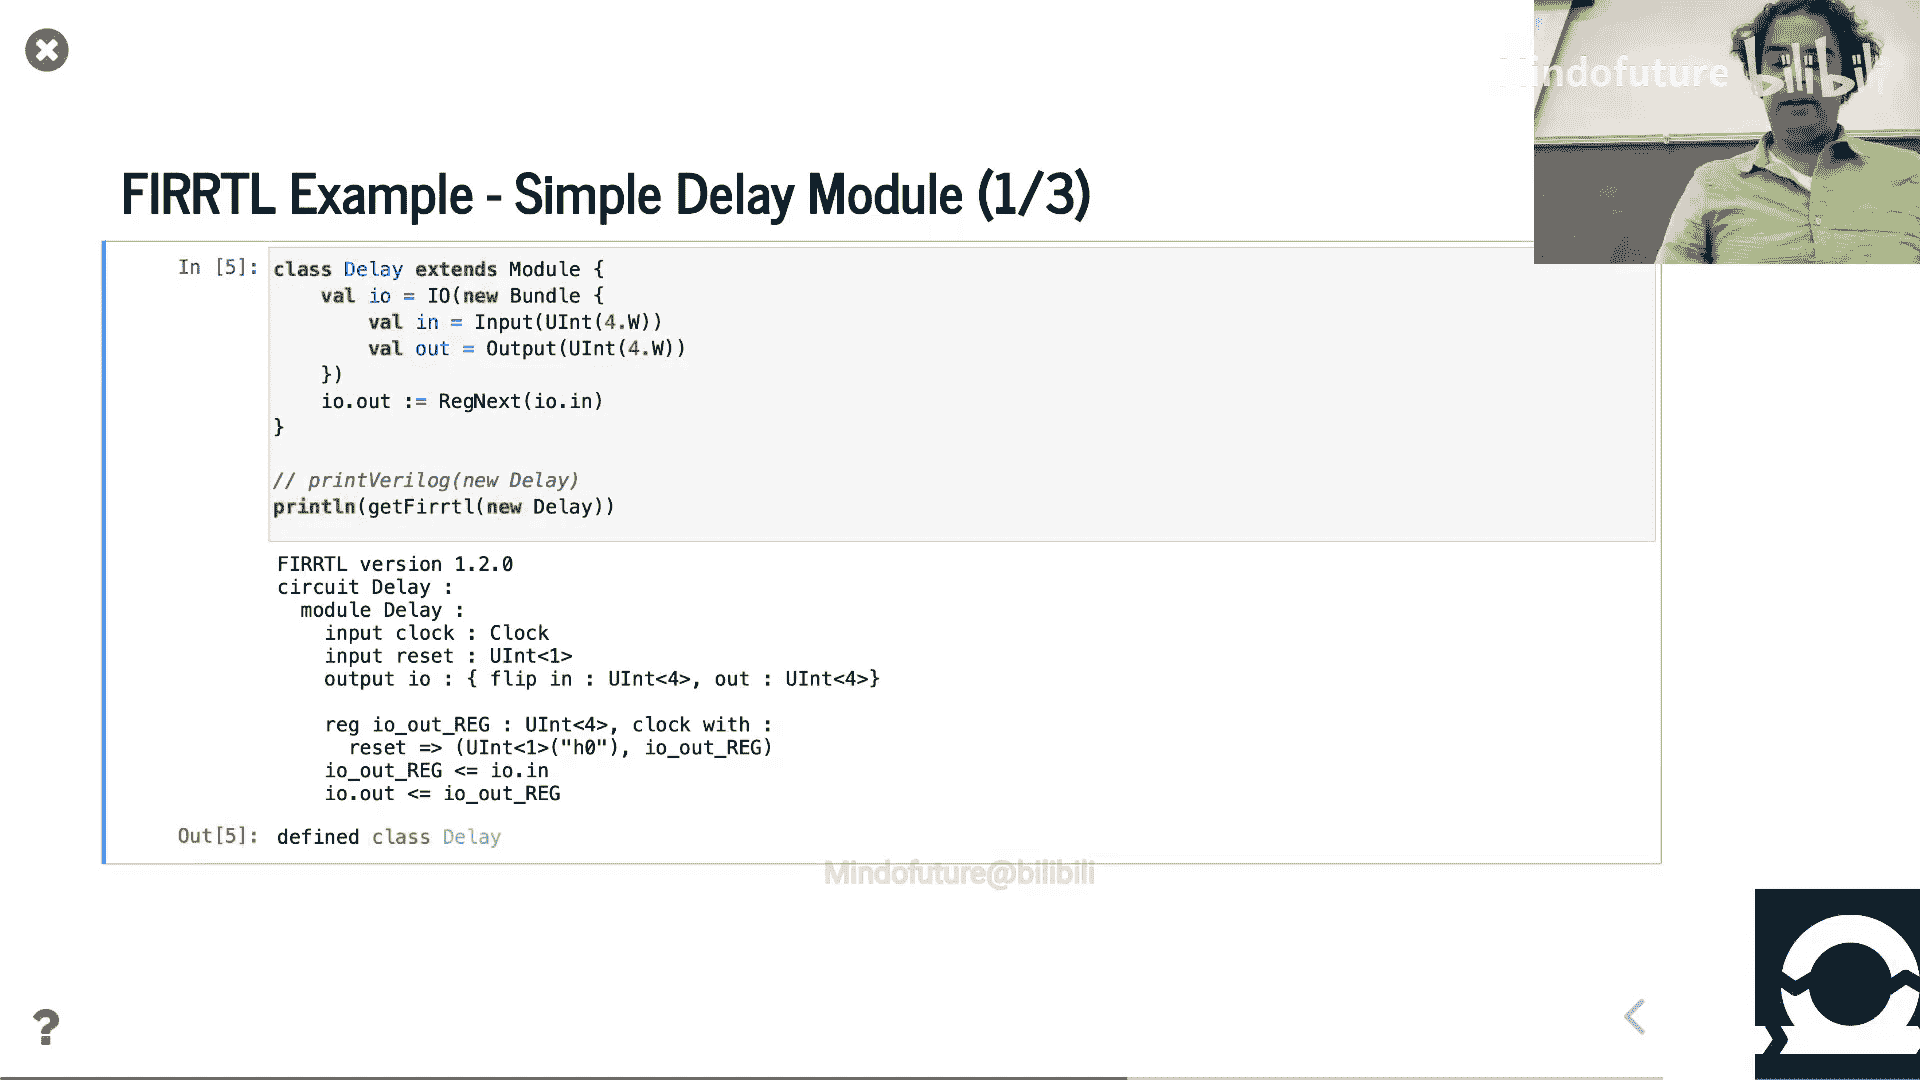 indofuture bilibili
FIRRTL Example - Simple Delay Module (1/3)
In [5]:
class Delay extends Module {
    val io = IO(new Bundle {
        val in = Input(UInt(4.W))
        val out = Output(UInt(4.W))
    })
    io.out := RegNext(io.in)
}
// printVerilog(new Delay)
println(getFirrtl(new Delay))
FIRRTL version 1.2.0
circuit Delay :
  module Delay :
    input clock : Clock
    input reset : UInt<1>
    output io : { flip in : UInt<4>, out : UInt<4>}
    reg io_out_REG : UInt<4>, clock with :
      reset => (UInt<1>("h0"), io_out_REG)
    io_out_REG <= io.in
    io.out <= io_out_REG
Out[5]: defined class Delay
Mindofuture@bilibili
?